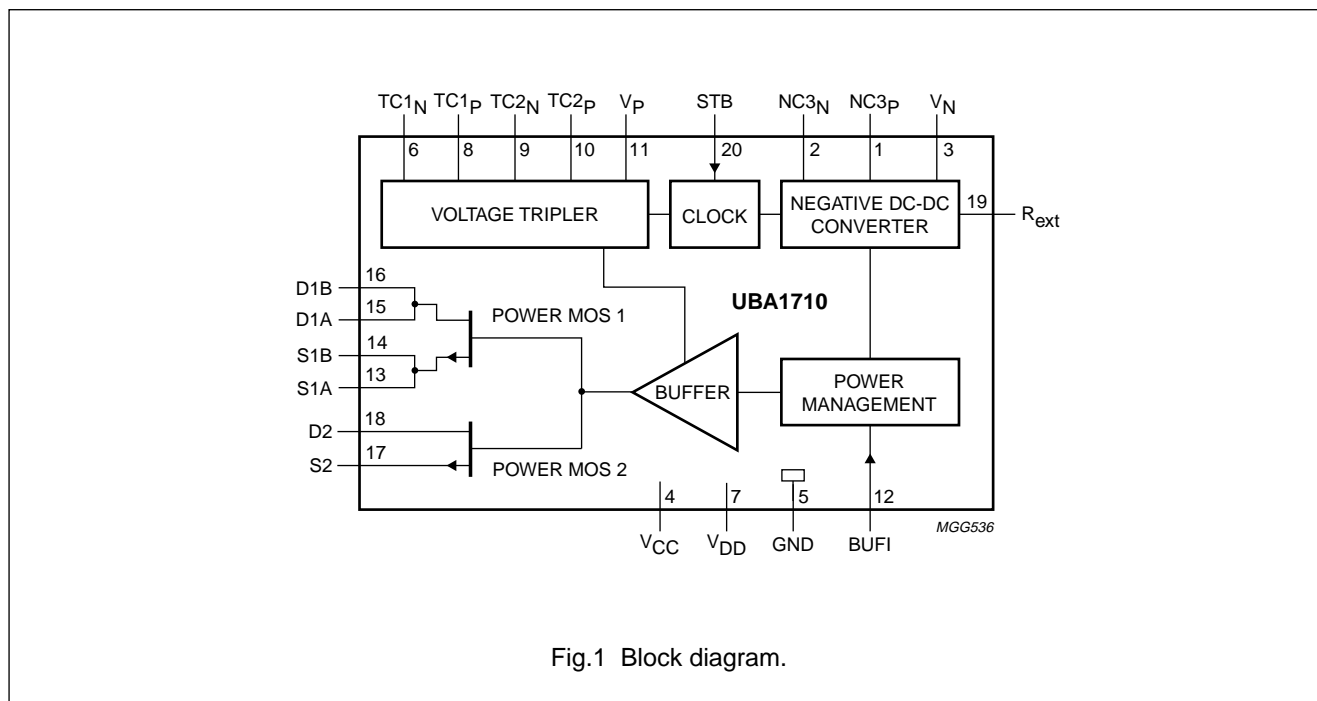 TC1N TC1P TC2N TC2P VP STB NC3N NC3P VN
6 8 9 10 11 20 2 1 3
VOLTAGE TRIPLER
CLOCK
NEGATIVE DC-DC
CONVERTER
19
Rext
16
D1B
15
D1A
14
S1B
13
S1A
POWER MOS 1
UBA1710
BUFFER
POWER
MANAGEMENT
18
D2
17
S2
POWER MOS 2
4 7 5 12
VCC VDD GND BUFI
MGG536
Fig.1 Block diagram.